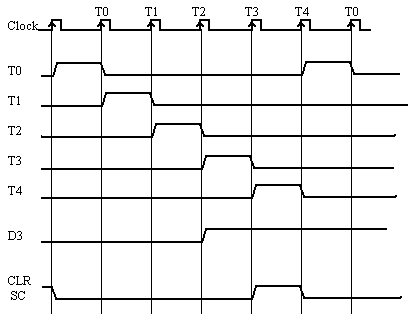 T0 T1 T2 T3 T4 T0
Clock
T0
T1
T2
T3
T4
D3
CLR
SC